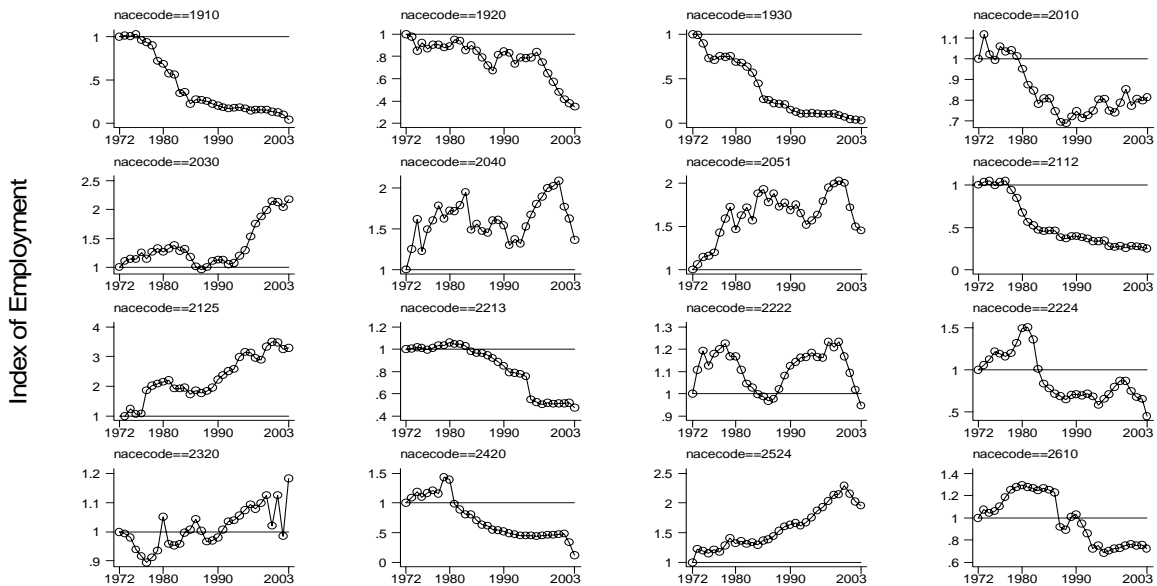 Index of Employment
nacecode==1910
1
.5
0
1972 1980 1990 2003
nacecode==1920
1
.8
.6
.4
.2
1972 1980 1990 2003
nacecode==1930
1
.5
0
1972 1980 1990 2003
nacecode==2010
1.1
1
.9
.8
.7
1972 1980 1990 2003
nacecode==2030
2.5
2
1.5
1
1972 1980 1990 2003
nacecode==2040
2
1.5
1
1972 1980 1990 2003
nacecode==2051
2
1.5
1
1972 1980 1990 2003
nacecode==2112
1
.5
0
1972 1980 1990 2003
nacecode==2125
4
3
2
1
1972 1980 1990 2003
nacecode==2213
1.2
1
.8
.6
.4
1972 1980 1990 2003
nacecode==2222
1.3
1.2
1.1
1
.9
1972 1980 1990 2003
nacecode==2224
1.5
1
.5
1972 1980 1990 2003
nacecode==2320
1.2
1.1
1
.9
1972 1980 1990 2003
nacecode==2420
1.5
1
.5
0
1972 1980 1990 2003
nacecode==2524
2.5
2
1.5
1
1972 1980 1990 2003
nacecode==2610
1.4
1.2
1
.8
.6
1972 1980 1990 2003